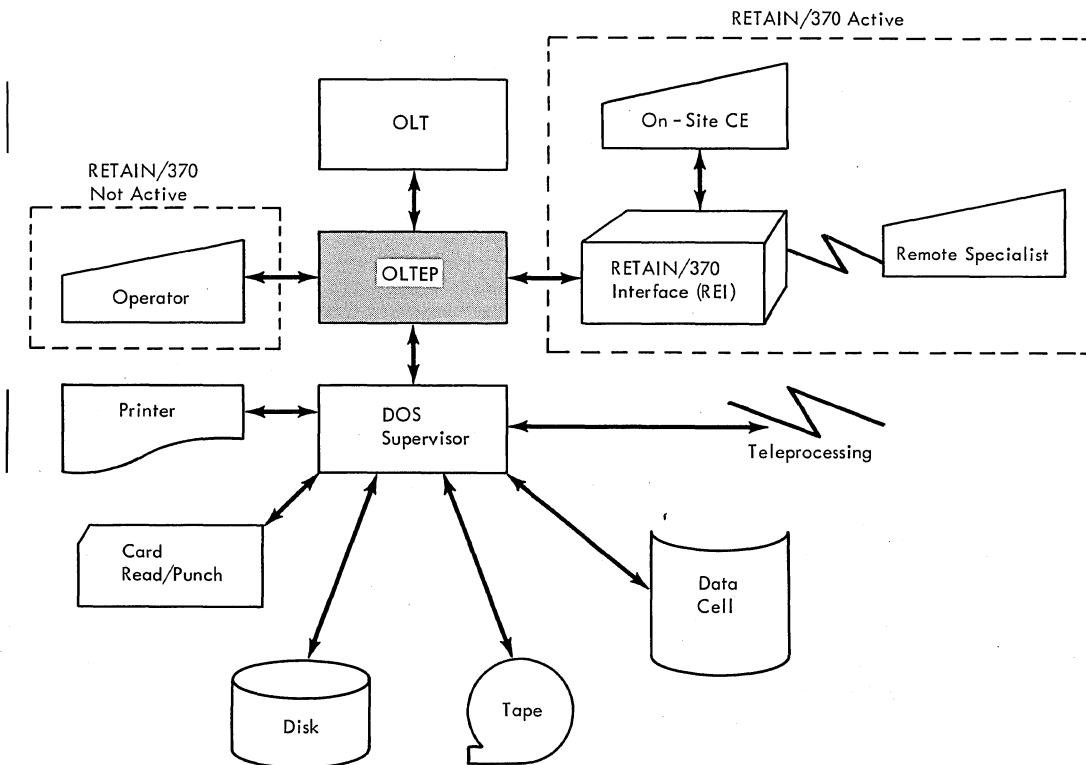 RETAIN/370 Active
OLT
On - Site CE
RETAIN/370
Not Active
OLTEP
Operator
RETAIN/370
Interface (REI)
Remote Specialist
Printer
DOS
Supervisor
Teleprocessing
Card
Read/Punch
Data
Cell
Disk
Tape